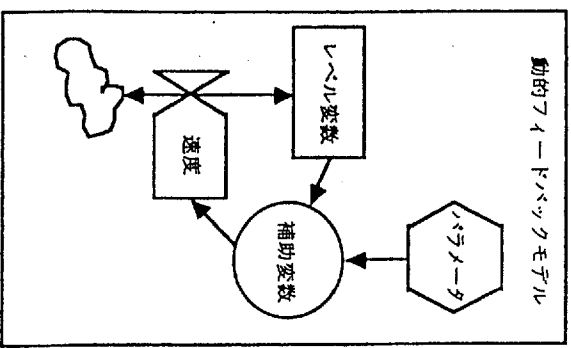 動的フィードバックモデル
レベル変数
速度
補助変数
パラメータ